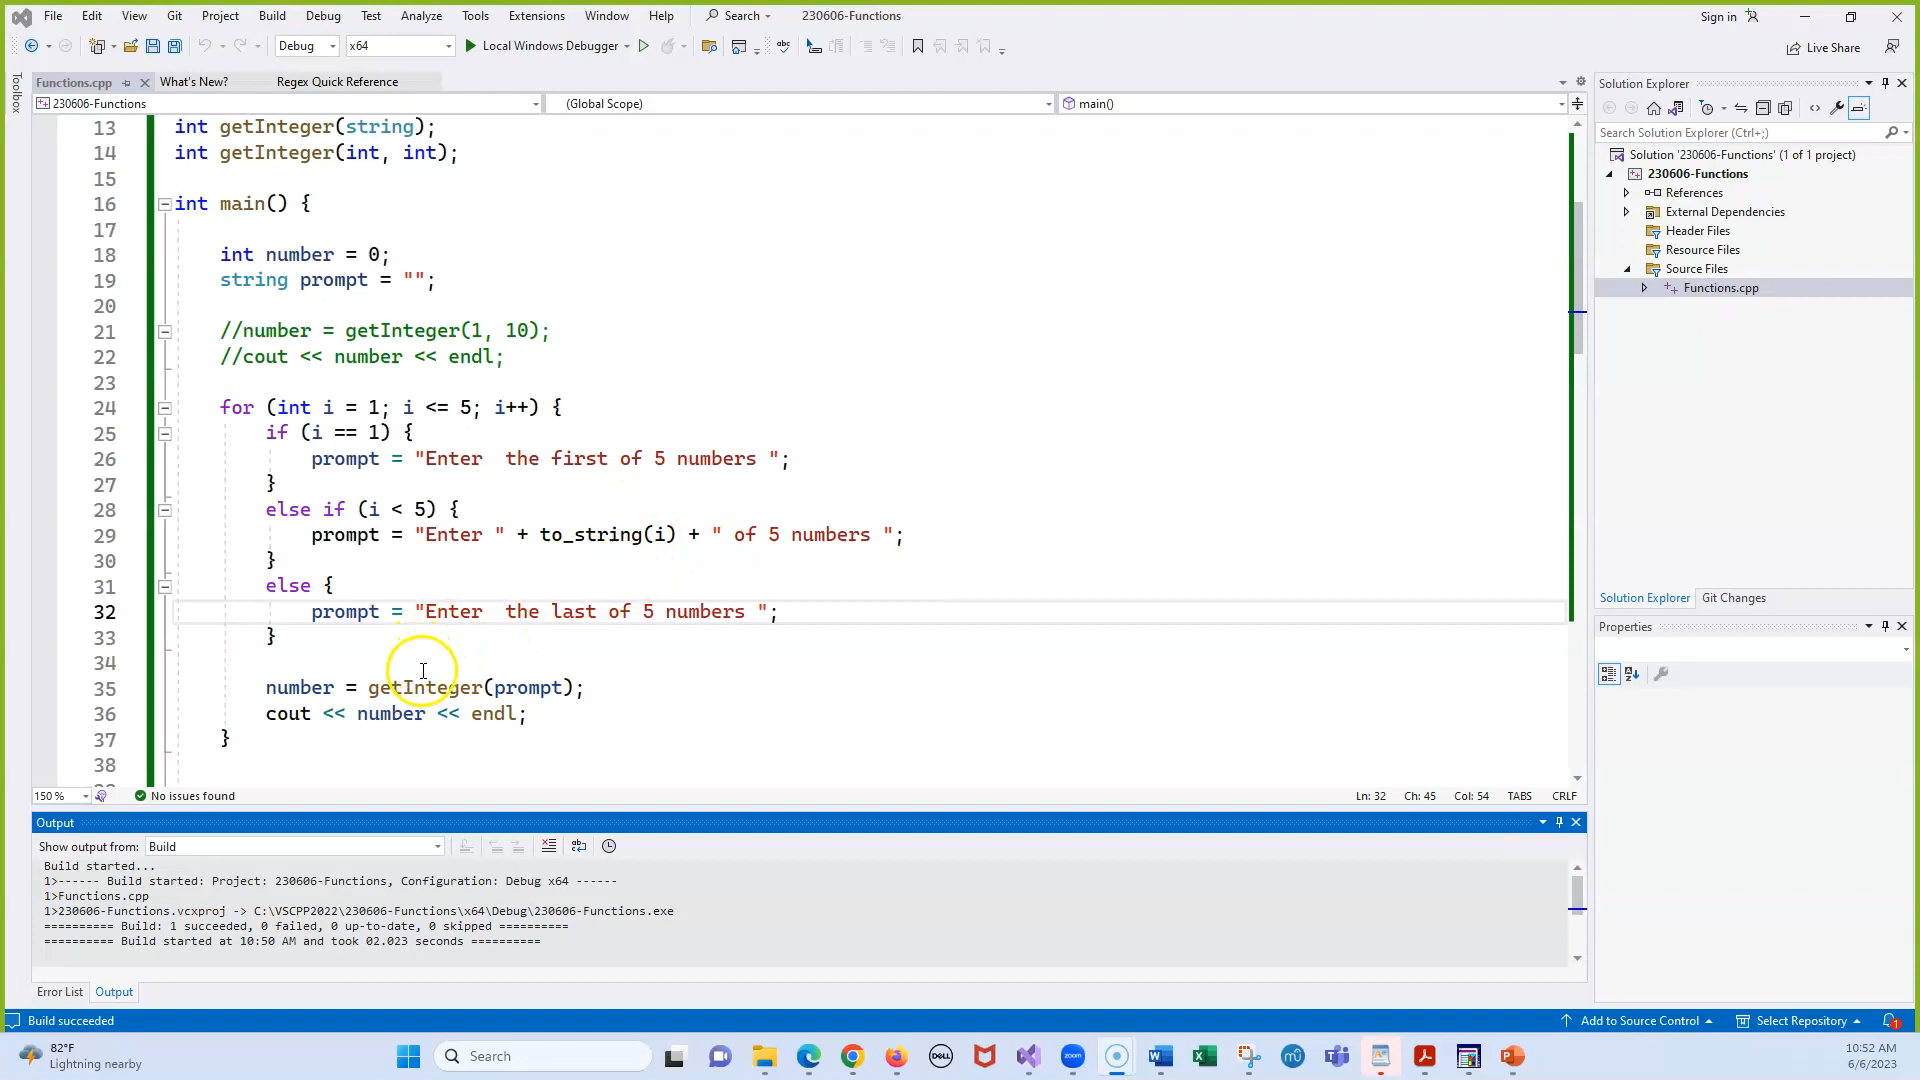 File Edit View Git Project Build Debug Test Analyze Tools Extensions Window Help Search 230606-Functions Sign in
Debug x64 Local Windows Debugger Live Share
Toolbox
Functions.cpp What's New? Regex Quick Reference
230606-Functions (Global Scope) main()
13 int getInteger(string);
14 int getInteger(int, int);
15
16 int main() {
17
18 int number = 0;
19 string prompt = "";
20
21 //number = getInteger(1, 10);
22 //cout << number << endl;
23
24 for (int i = 1; i <= 5; i++) {
25 if (i == 1) {
26 prompt = "Enter  the first of 5 numbers ";
27 }
28 else if (i < 5) {
29 prompt = "Enter " + to_string(i) + " of 5 numbers ";
30 }
31 else {
32 prompt = "Enter  the last of 5 numbers ";
33 }
34
35 number = getInteger(prompt);
36 cout << number << endl;
37 }
38
150 % No issues found Ln: 32 Ch: 45 Col: 54 TABS CRLF
Output
Show output from: Build
Build started...
1>------ Build started: Project: 230606-Functions, Configuration: Debug x64 ------
1>Functions.cpp
1>230606-Functions.vcxproj -> C:\VSCPP2022\230606-Functions\x64\Debug\230606-Functions.exe
========== Build: 1 succeeded, 0 failed, 0 up-to-date, 0 skipped ==========
========== Build started at 10:50 AM and took 02.023 seconds ==========
Error List Output
Solution Explorer
Search Solution Explorer (Ctrl+;)
Solution '230606-Functions' (1 of 1 project)
230606-Functions
References
External Dependencies
Header Files
Resource Files
Source Files
Functions.cpp
Solution Explorer Git Changes
Properties
Build succeeded Add to Source Control Select Repository 1
82°F
Lightning nearby
Search
DELL
zoom
10:52 AM
6/6/2023